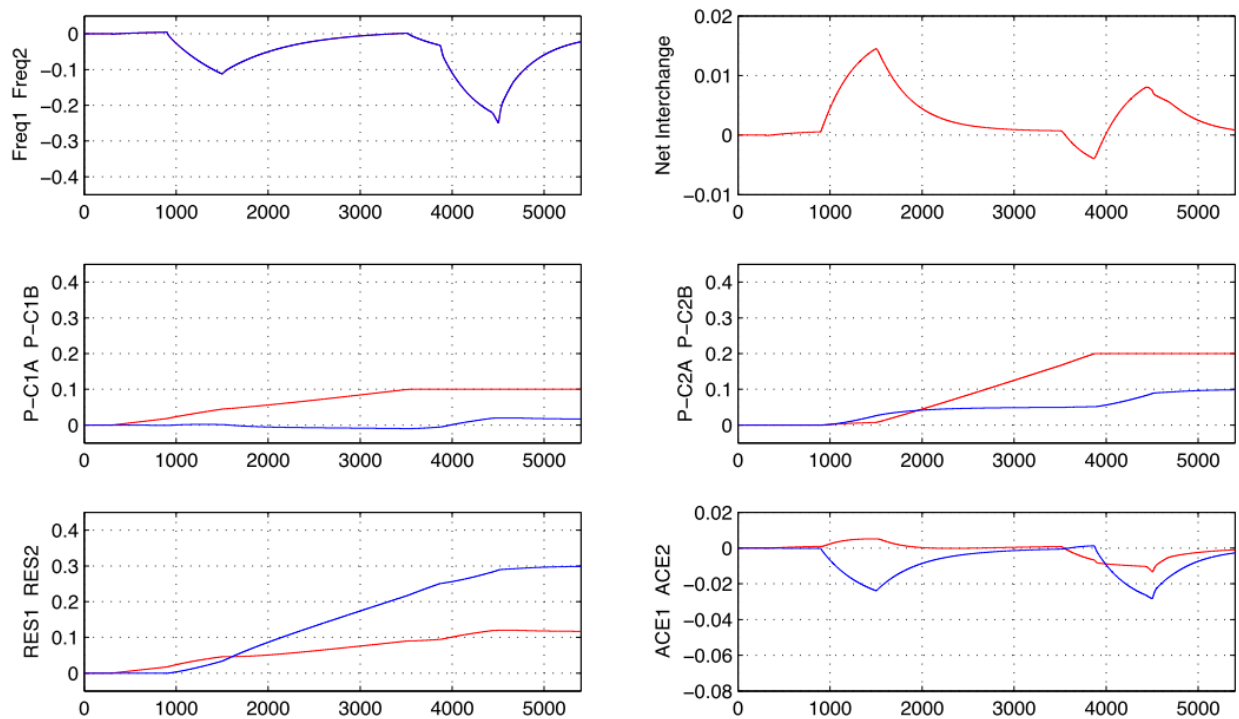 Freq1 Freq2
0
−0.1
−0.2
−0.3
−0.4
0 1000 2000 3000 4000 5000
Net Interchange
0.02
0.01
0
−0.01
0 1000 2000 3000 4000 5000
P−C1A P−C1B
0.4
0.3
0.2
0.1
0
0 1000 2000 3000 4000 5000
P−C2A P−C2B
0.4
0.3
0.2
0.1
0
0 1000 2000 3000 4000 5000
RES1 RES2
0.4
0.3
0.2
0.1
0
0 1000 2000 3000 4000 5000
ACE1 ACE2
0.02
0
−0.02
−0.04
−0.06
−0.08
0 1000 2000 3000 4000 5000